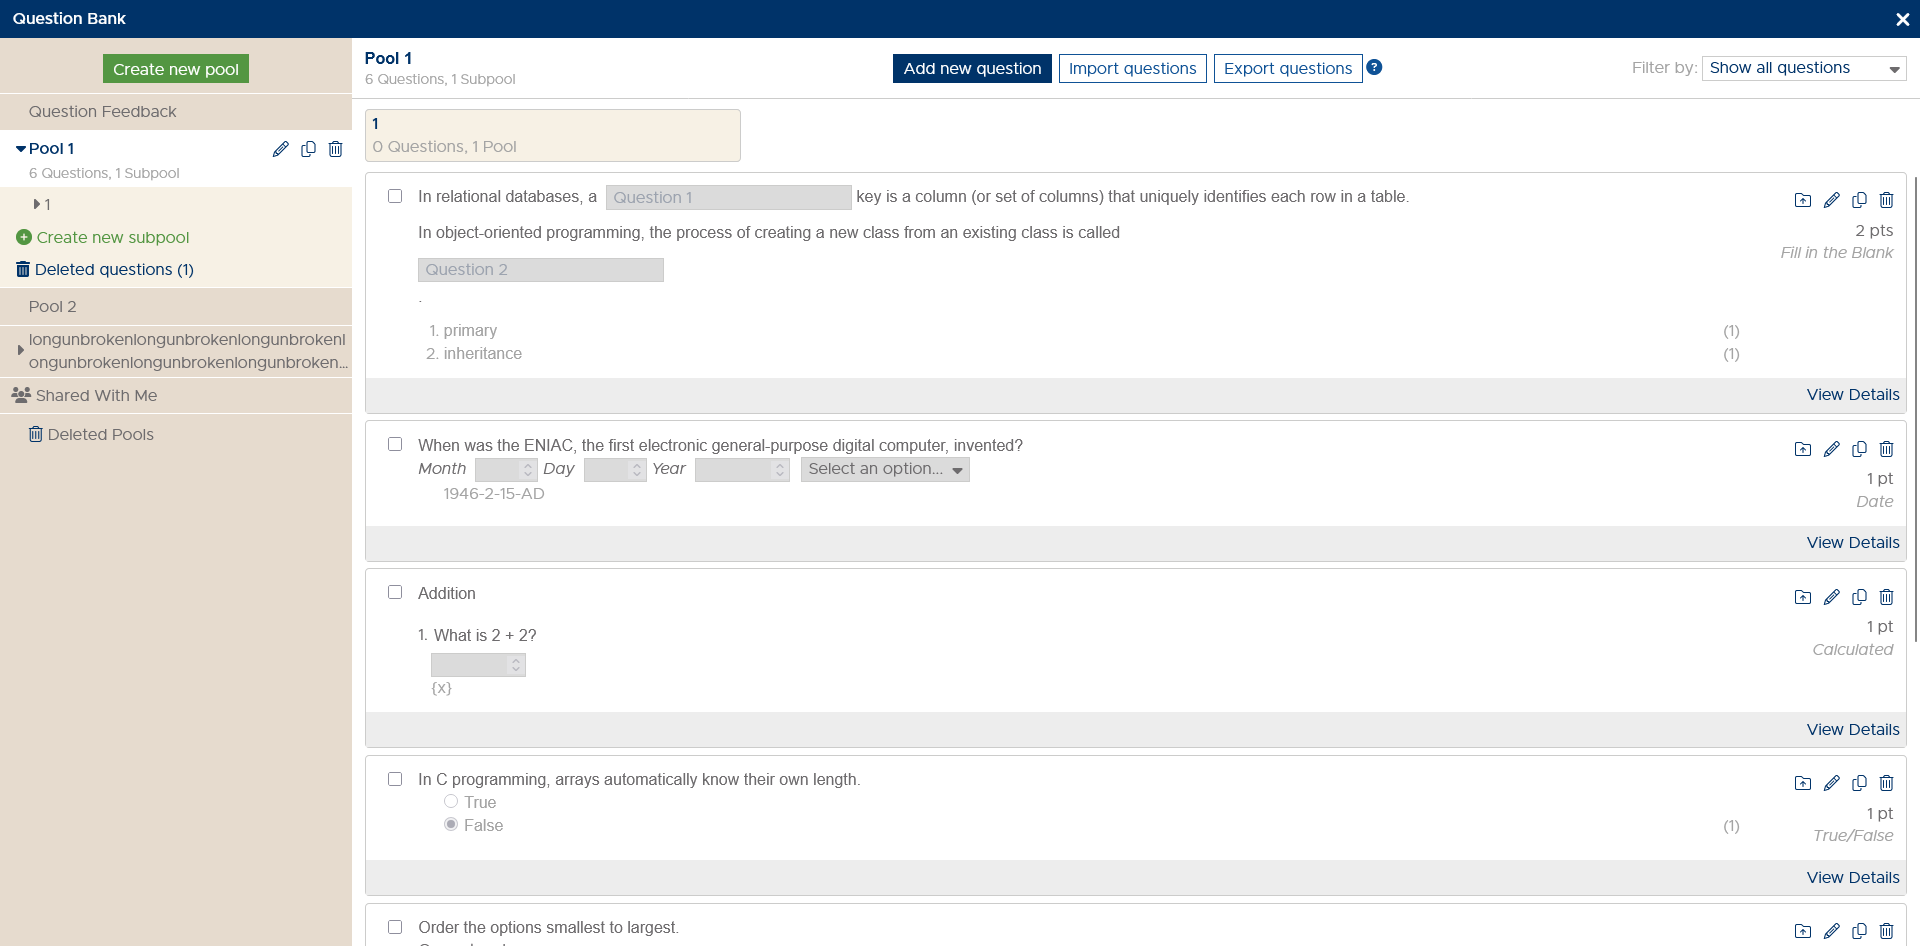 Question Bank
Create new pool
Question Feedback
Pool 1
6 Questions, 1 Subpool
1
Create new subpool
Deleted questions (1)
Pool 2
longunbrokenlongunbrokenlongunbrokenl
ongunbrokenlongunbrokenlongunbroken...
Shared With Me
Deleted Pools
Pool 1
6 Questions, 1 Subpool
Add new question
Import questions
Export questions
?
Filter by: Show all questions
1
0 Questions, 1 Pool
In relational databases, a Question 1 key is a column (or set of columns) that uniquely identifies each row in a table.
In object-oriented programming, the process of creating a new class from an existing class is called
Question 2
.
1. primary (1)
2. inheritance (1)
2 pts
Fill in the Blank
View Details
When was the ENIAC, the first electronic general-purpose digital computer, invented?
Month Day Year Select an option...
1946-2-15-AD
1 pt
Date
View Details
Addition
1. What is 2 + 2?
{x}
1 pt
Calculated
View Details
In C programming, arrays automatically know their own length.
True
False (1)
1 pt
True/False
View Details
Order the options smallest to largest.